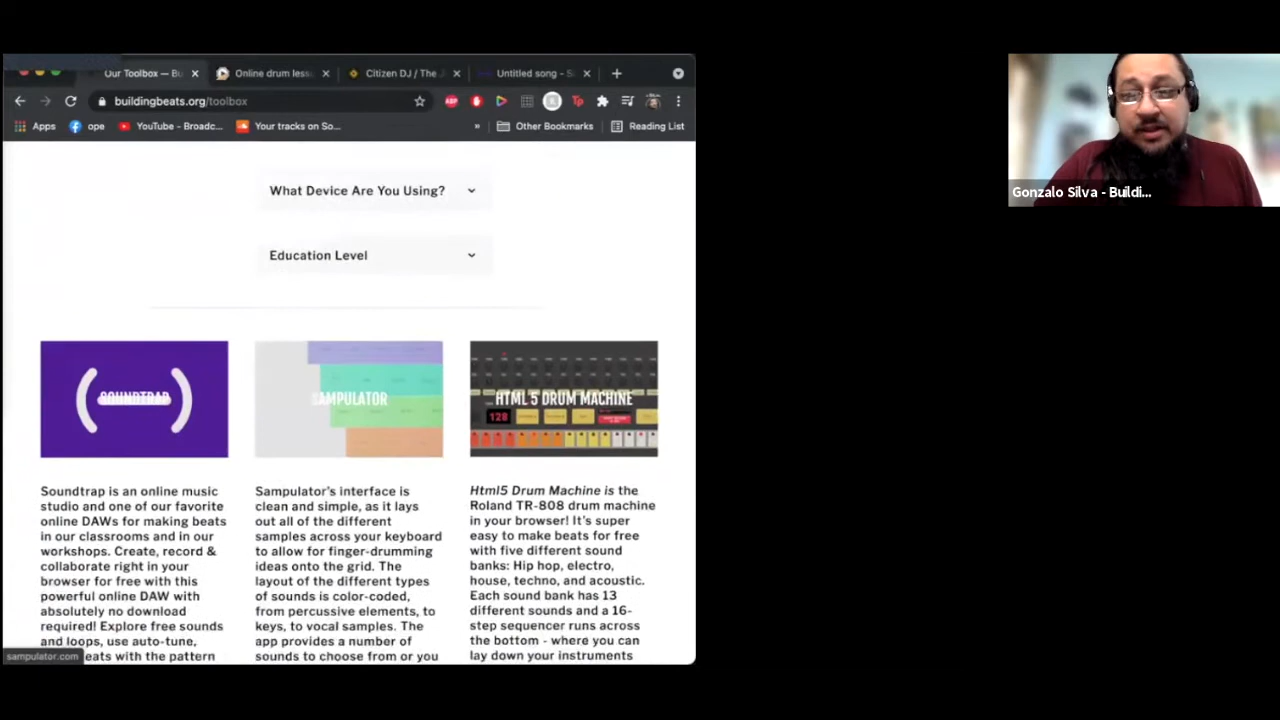 Our Toolbox — Bu
Online drum less
Citizen DJ / The J
Untitled song - S
buildingbeats.org/toolbox
ABP
Tp
Apps
ope
YouTube - Broadc...
Your tracks on So...
»
Other Bookmarks
Reading List
What Device Are You Using?
Education Level
SOUNDTRAP
SAMPULATOR
HTML 5 DRUM MACHINE
128
Soundtrap is an online music
studio and one of our favorite
online DAWs for making beats
in our classrooms and in our
workshops. Create, record &
collaborate right in your
browser for free with this
powerful online DAW with
absolutely no download
required! Explore free sounds
and loops, use auto-tune,
eats with the pattern
Sampulator's interface is
clean and simple, as it lays
out all of the different
samples across your keyboard
to allow for finger-drumming
ideas onto the grid. The
layout of the different types
of sounds is color-coded,
from percussive elements, to
keys, to vocal samples. The
app provides a number of
sounds to choose from or you
Html5 Drum Machine is the
Roland TR-808 drum machine
in your browser! It's super
easy to make beats for free
with five different sound
banks: Hip hop, electro,
house, techno, and acoustic.
Each sound bank has 13
different sounds and a 16-
step sequencer runs across
the bottom - where you can
lay down your instruments
sampulator.com
Gonzalo Silva - Buildi...